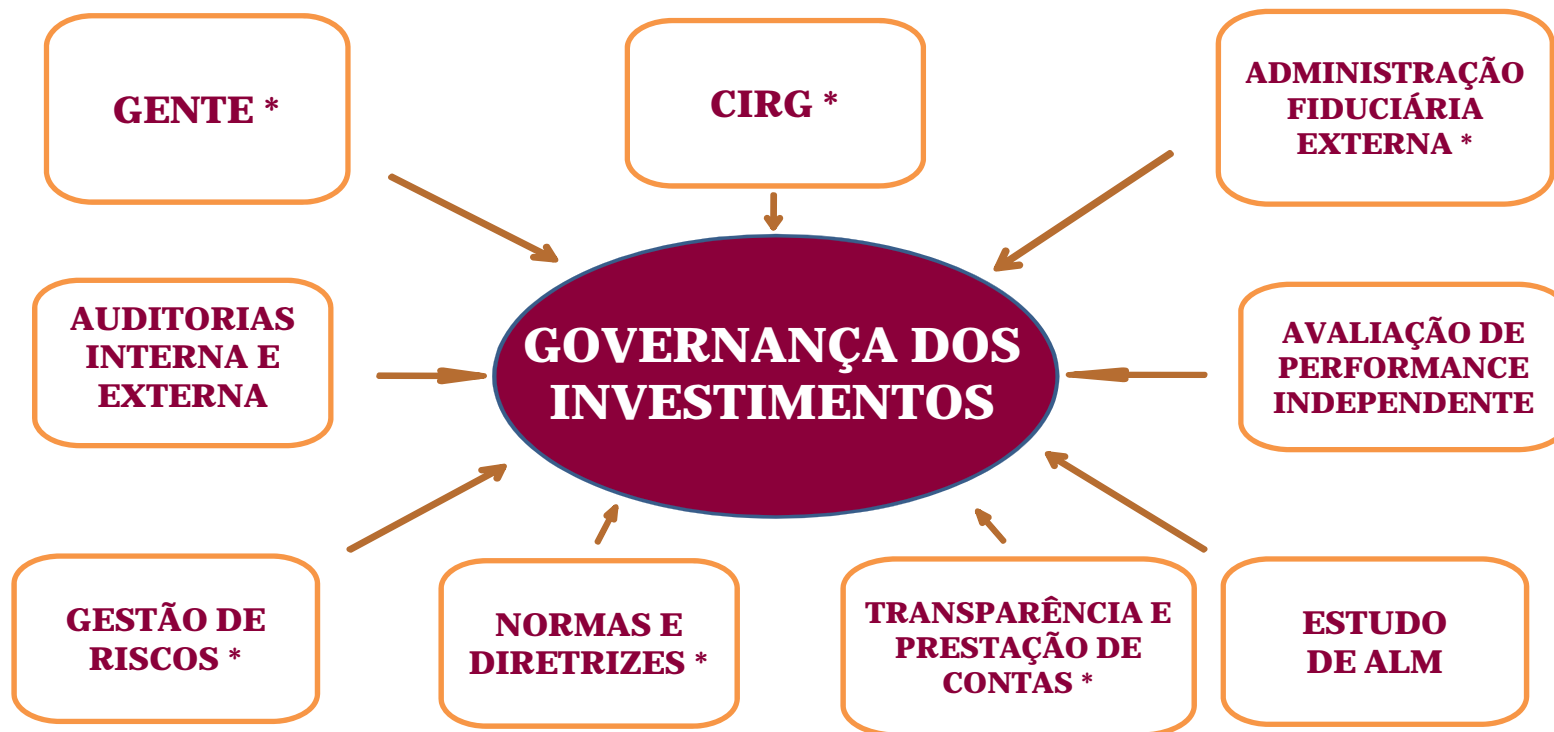 GENTE *
CIRG *
ADMINISTRAÇÃO
FIDUCIÁRIA
EXTERNA *
AUDITORIAS
INTERNA E
EXTERNA
GOVERNANÇA DOS
INVESTIMENTOS
AVALIAÇÃO DE
PERFORMANCE
INDEPENDENTE
GESTÃO DE
RISCOS *
NORMAS E
DIRETRIZES *
TRANSPARÊNCIA E
PRESTAÇÃO DE
CONTAS *
ESTUDO
DE ALM